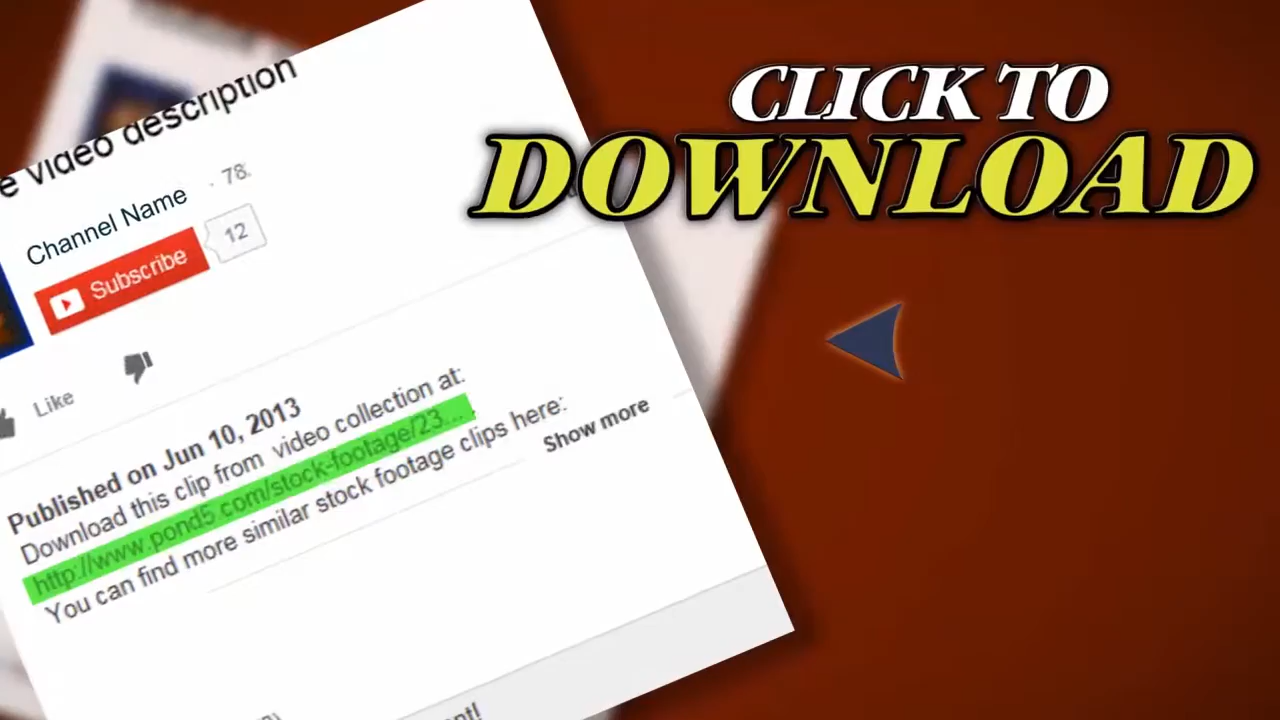 CLICK TO
DOWNLOAD
e video description
Channel Name
78
Subscribe
12
Like
Published on Jun 10, 2013
Download this clip from video collection at:
http://www.pond5.com/stock-footage/23...
You can find more similar stock footage clips here:
Show more